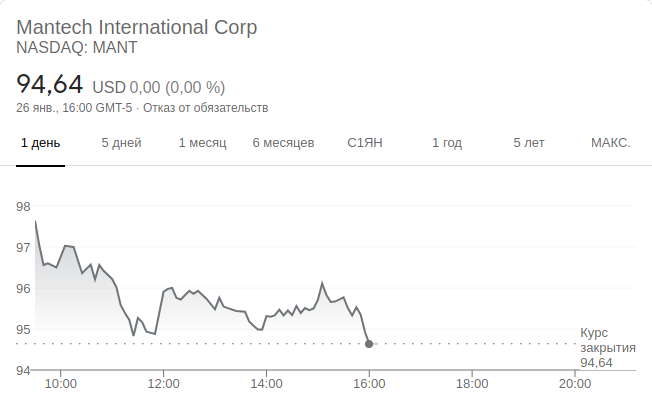 Mantech International Corp
NASDAQ: MANT
94,64 USD 0,00 (0,00 %)
26 янв., 16:00 GMT-5 · Отказ от обязательств
1 день 5 дней 1 месяц 6 месяцев С1ЯН 1 год 5 лет МАКС.
98
97
96
95
94
Курс
закрытия
94,64
10:00 12:00 14:00 16:00 18:00 20:00